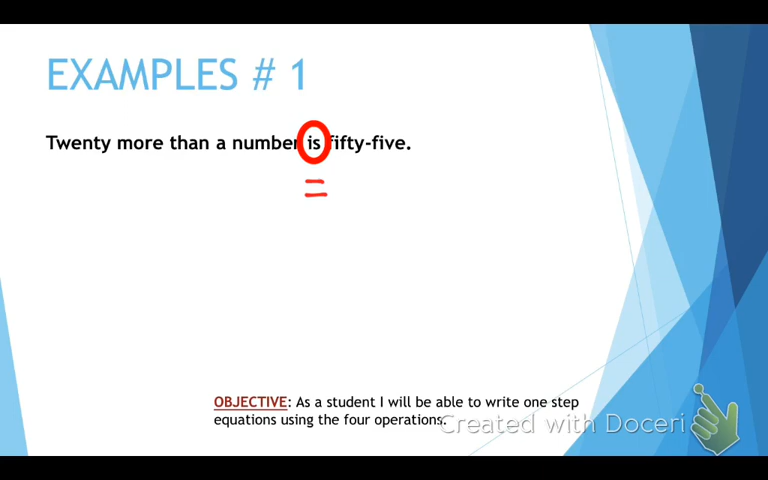 EXAMPLES # 1
Twenty more than a number is fifty-five.
=
OBJECTIVE: As a student I will be able to write one step
equations using the four operations.
Created with Doceri